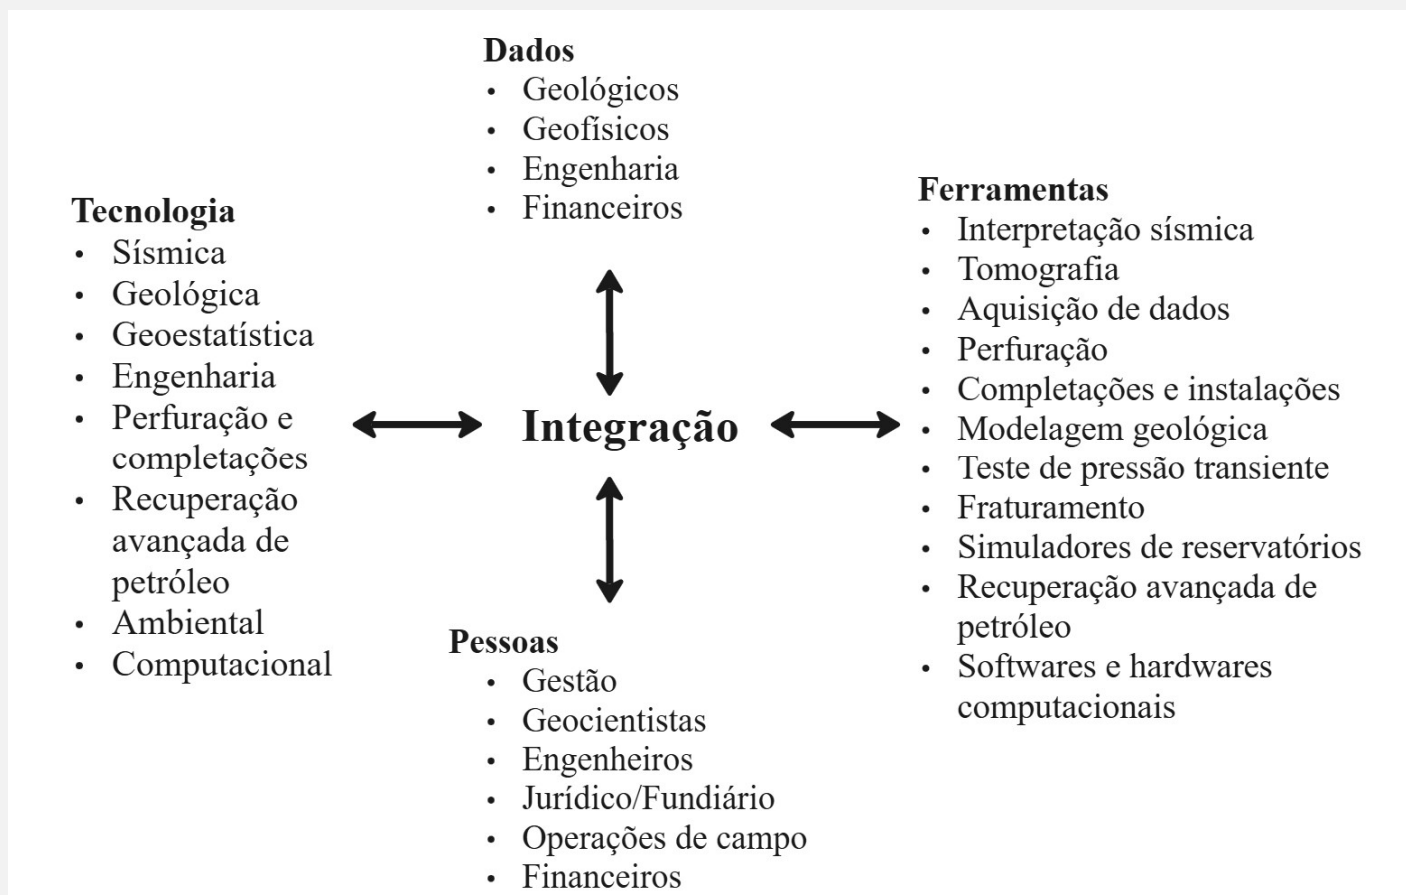 Dados
• Geológicos
• Geofísicos
• Engenharia
• Financeiros
Tecnologia
• Sísmica
• Geológica
• Geoestatística
• Engenharia
• Perfuração e
completações
• Recuperação
avançada de
petróleo
• Ambiental
• Computacional
Integração
Ferramentas
• Interpretação sísmica
• Tomografia
• Aquisição de dados
• Perfuração
• Completações e instalações
• Modelagem geológica
• Teste de pressão transiente
• Fraturamento
• Simuladores de reservatórios
• Recuperação avançada de
petróleo
• Softwares e hardwares
computacionais
Pessoas
• Gestão
• Geocientistas
• Engenheiros
• Jurídico/Fundiário
• Operações de campo
• Financeiros